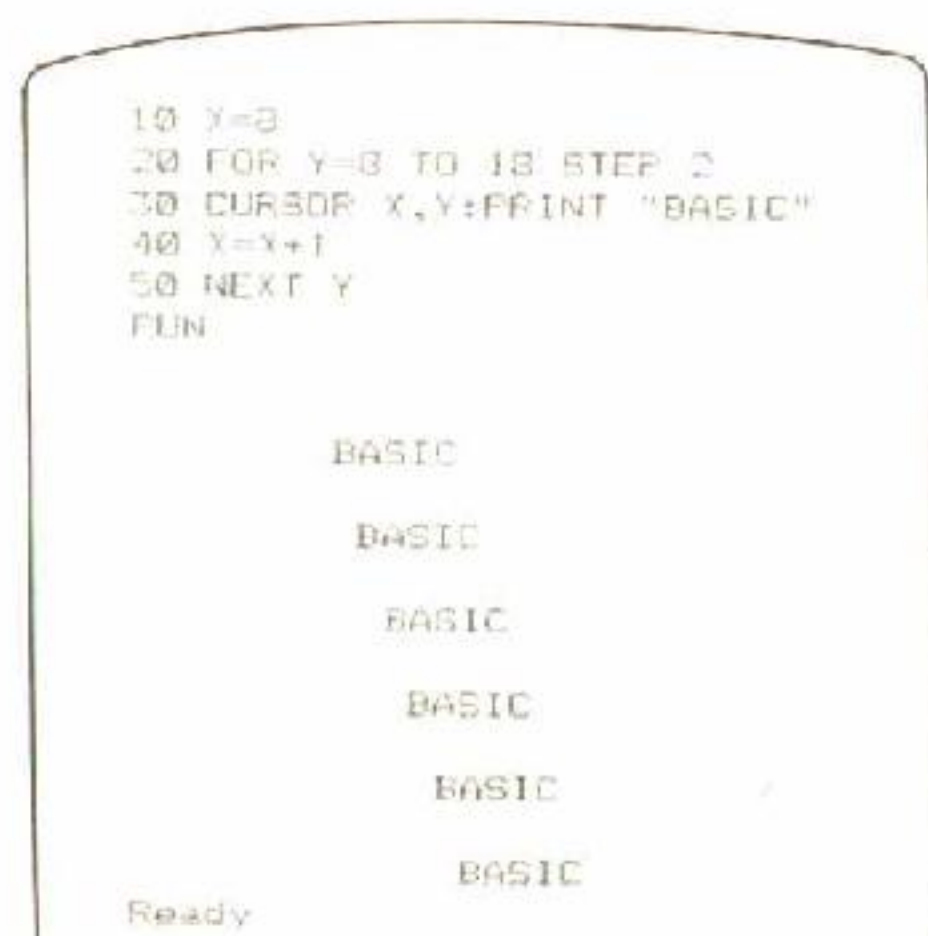 10 X=8
20 FOR Y=8 TO 18 STEP 2
30 CURSOR X,Y:PRINT "BASIC"
40 X=X+1
50 NEXT Y
RUN
BASIC
BASIC
BASIC
BASIC
BASIC
BASIC
Ready